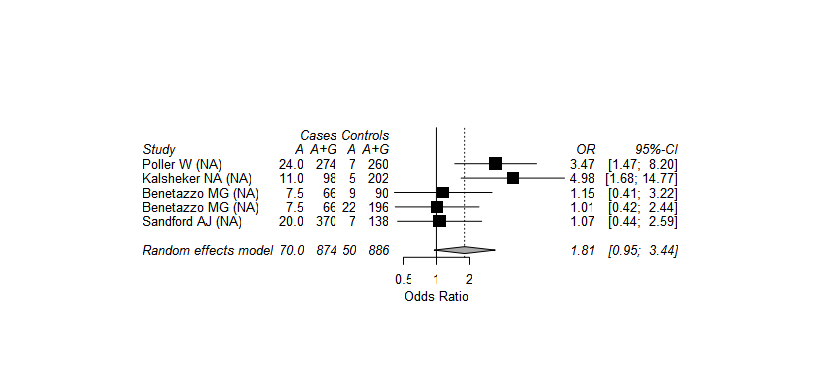 Cases Controls
Study A A+G A A+G OR 95%-CI
Poller W (NA) 24.0 274 7 260 3.47 [1.47; 8.20]
Kalsheker NA (NA) 11.0 98 5 202 4.98 [1.68; 14.77]
Benetazzo MG (NA) 7.5 66 9 90 1.15 [0.41; 3.22]
Benetazzo MG (NA) 7.5 66 22 196 1.01 [0.42; 2.44]
Sandford AJ (NA) 20.0 370 7 138 1.07 [0.44; 2.59]
Random effects model 70.0 874 50 886 1.81 [0.95; 3.44]
0.5 1 2
Odds Ratio